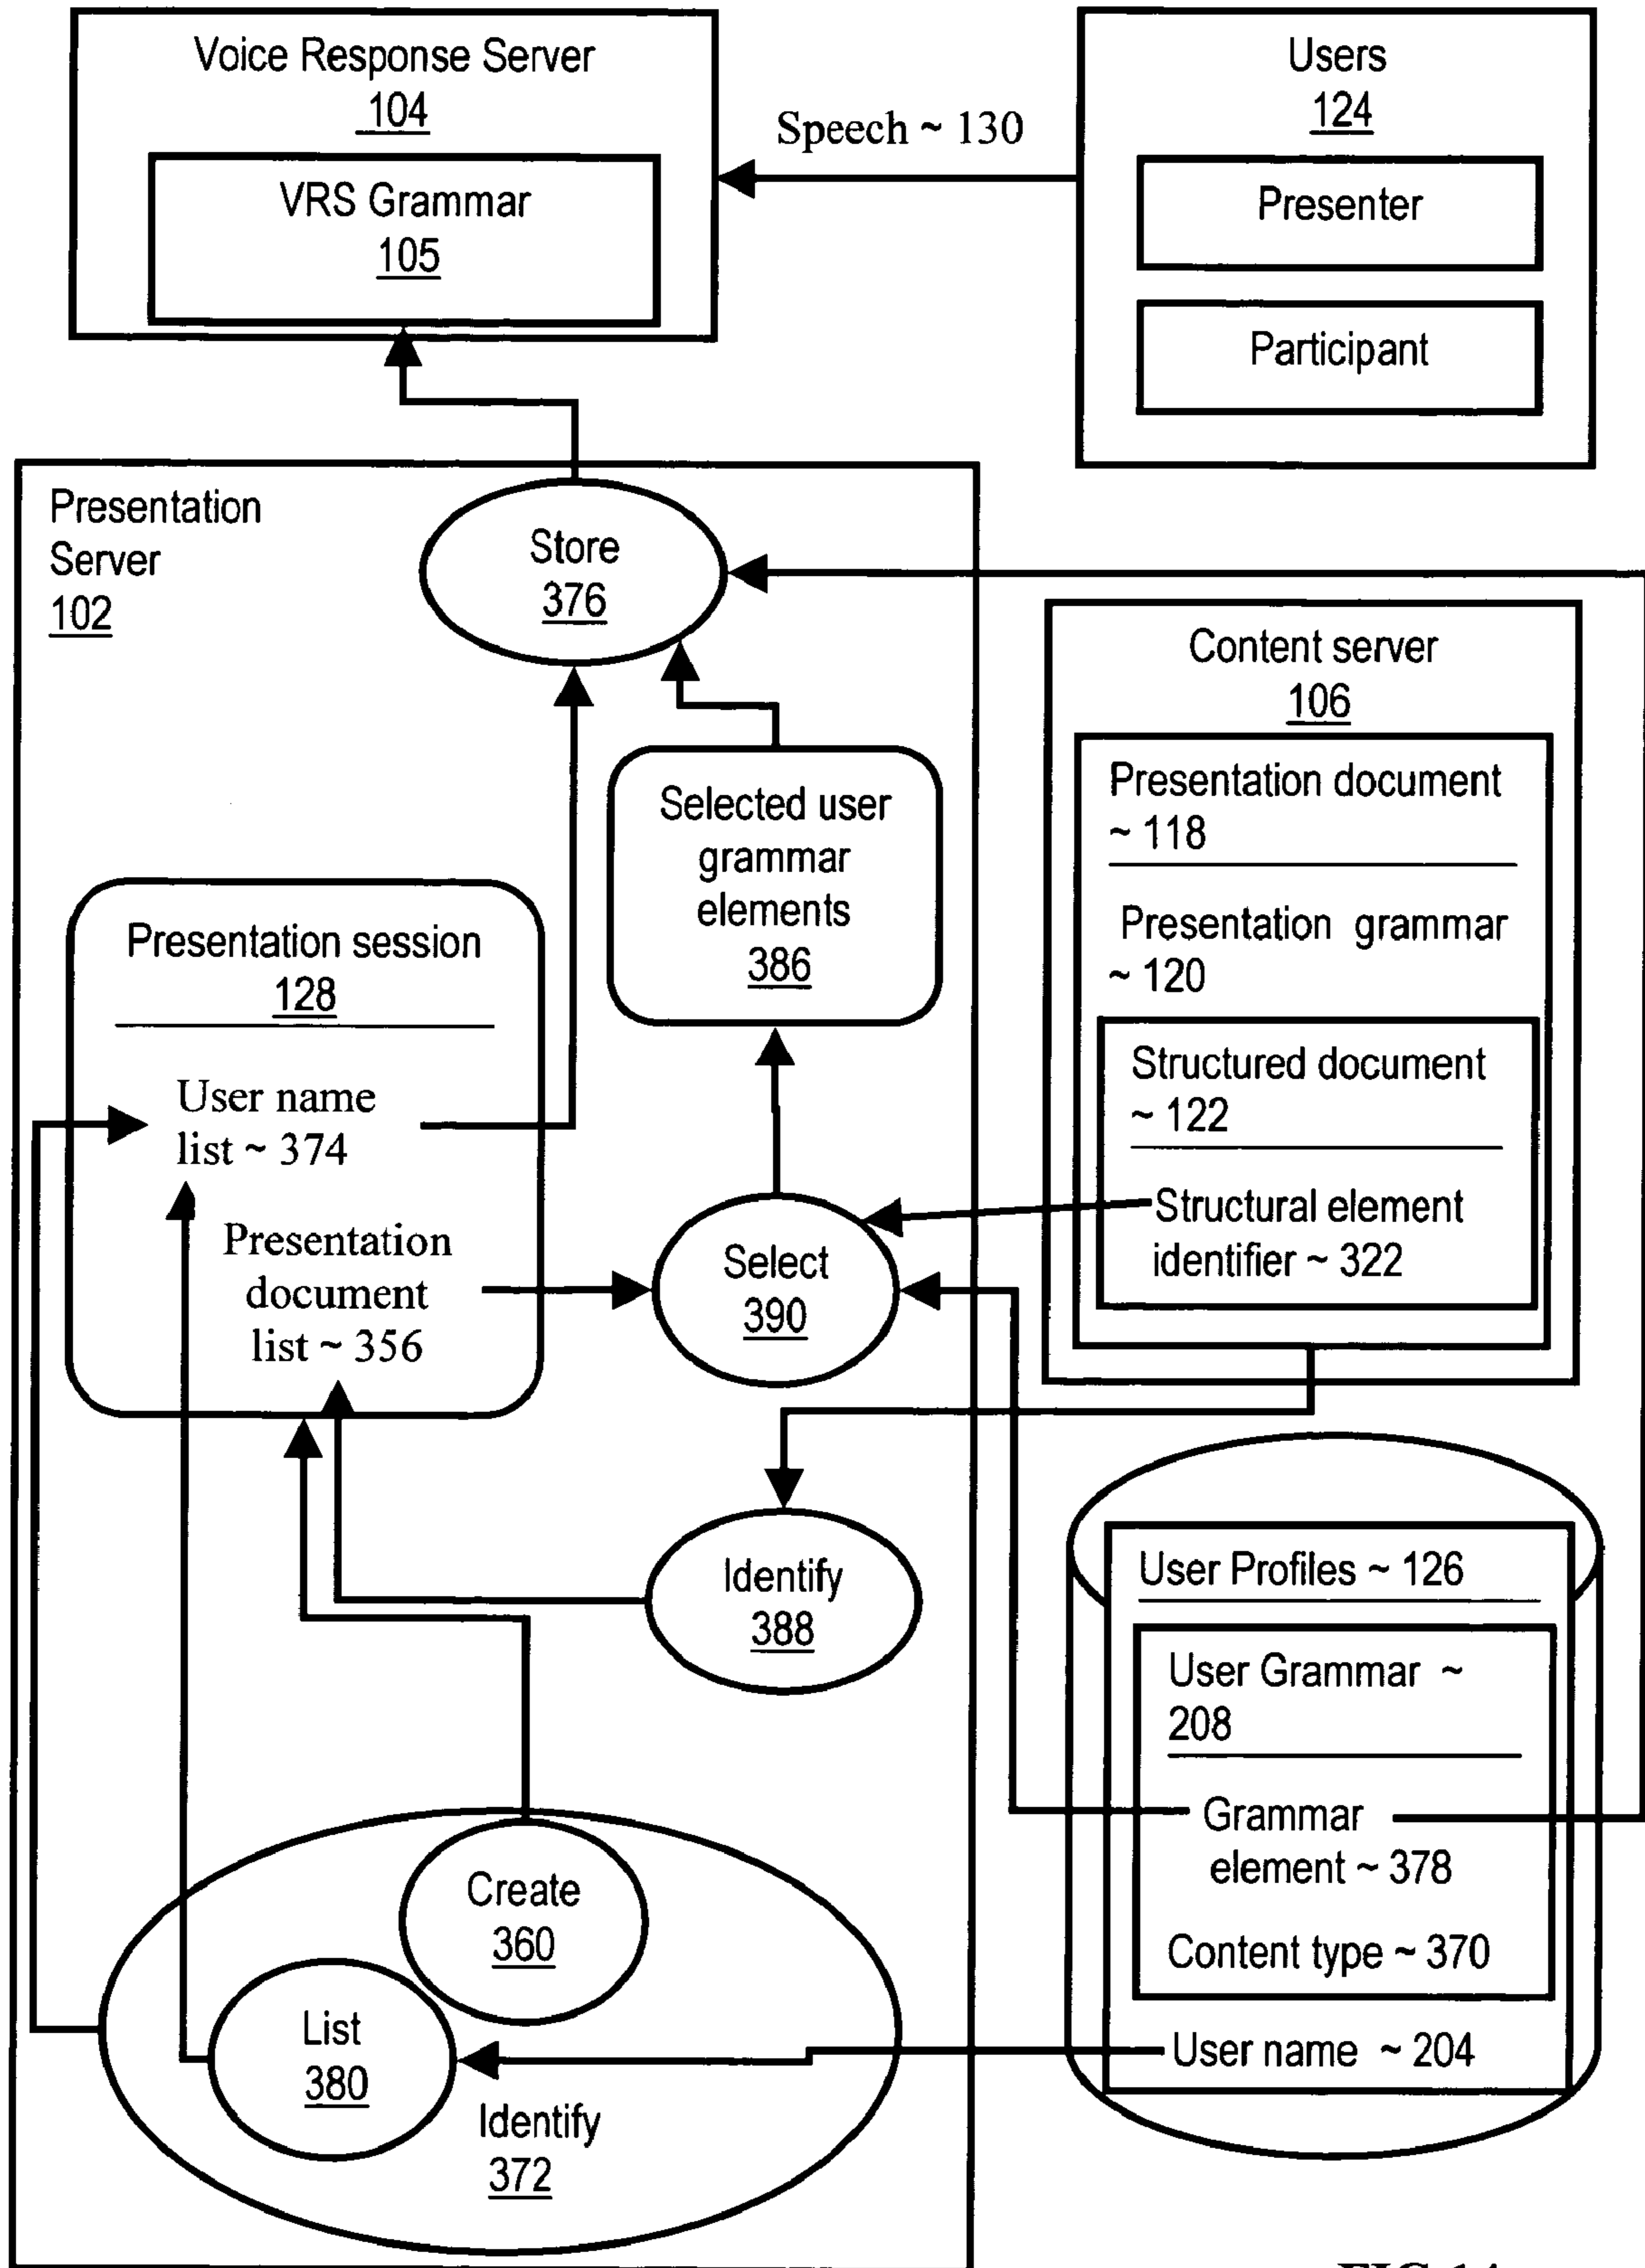 Voice Response Server
104
VRS Grammar
105
Speech ~ 130
Users
124
Presenter
Participant
Presentation
Server
102
Store
376
Selected user
grammar
elements
386
Presentation session
128
User name
list ~ 374
Presentation
document
list ~ 356
Select
390
Identify
388
Create
360
List
380
Identify
372
Content server
106
Presentation document
~ 118
Presentation grammar
~ 120
Structured document
~ 122
Structural element
identifier ~ 322
User Profiles ~ 126
User Grammar ~
208
Grammar
element ~ 378
Content type ~ 370
User name ~ 204